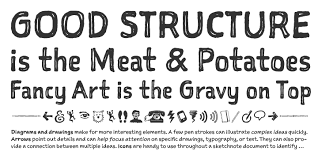 GOOD STRUCTURE
is the Meat & Potatoes
Fancy Art is the Gravy on Top
Diagrams and drawings make for more interesting elements. A few pen strokes can illustrate complex ideas quickly.
Arrows point out details and can help focus attention on specific drawings, typography, or text. They can also pro-
vide a connection between multiple ideas. Icons are handy to use throughout a sketchnote document to identify ...